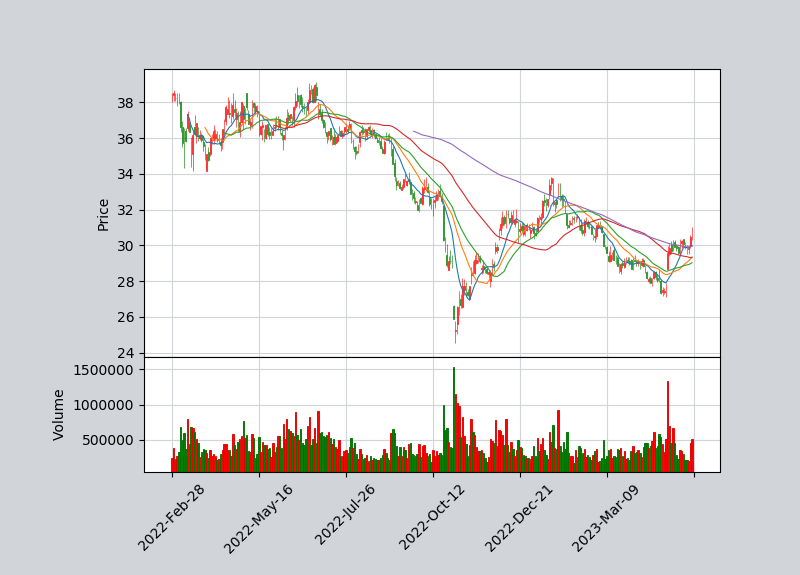 Price
38
36
34
32
30
28
26
24
Volume
1500000
1000000
500000
2022-Feb-28
2022-May-16
2022-Jul-26
2022-Oct-12
2022-Dec-21
2023-Mar-09